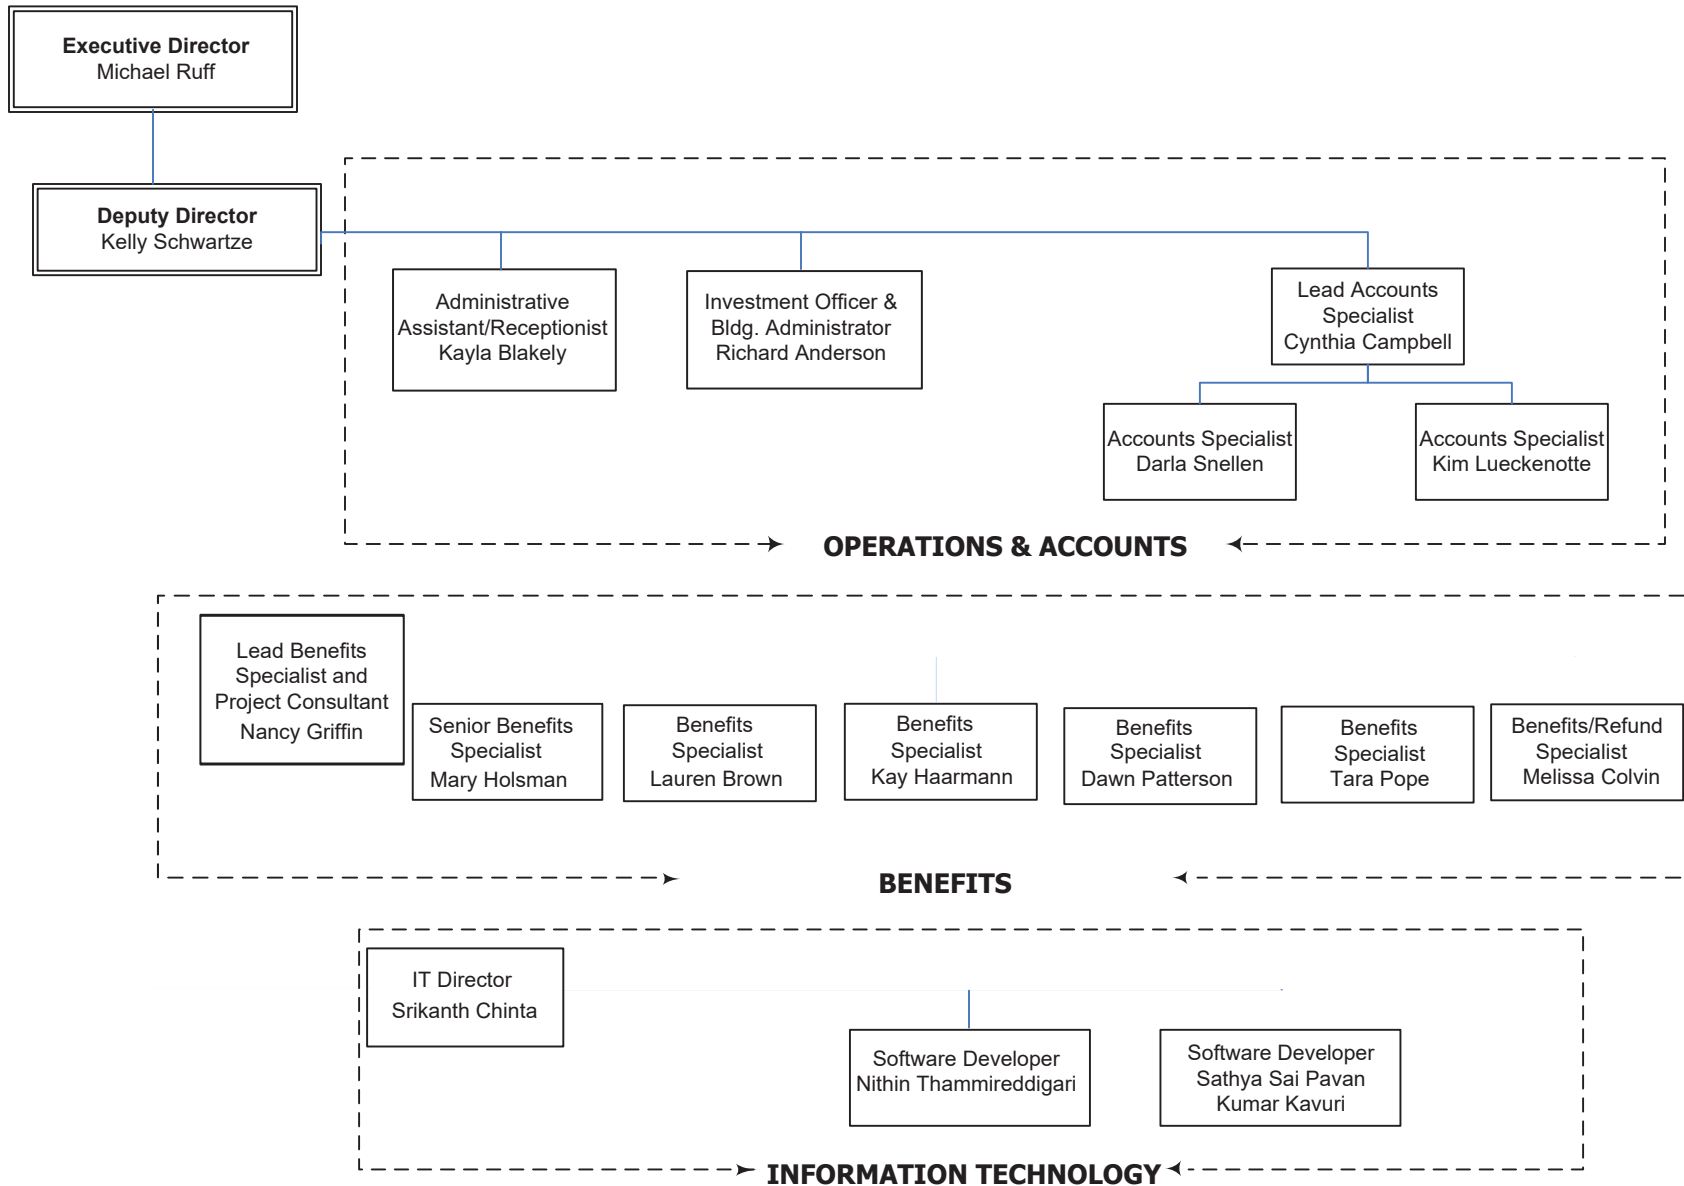 Executive Director
Michael Ruff
Deputy Director
Kelly Schwartze
Administrative
Assistant/Receptionist
Kayla Blakely
Investment Officer &
Bldg. Administrator
Richard Anderson
Lead Accounts
Specialist
Cynthia Campbell
Accounts Specialist
Darla Snellen
Accounts Specialist
Kim Lueckenotte
OPERATIONS & ACCOUNTS
Lead Benefits
Specialist and
Project Consultant
Nancy Griffin
Senior Benefits
Specialist
Mary Holsman
Benefits
Specialist
Lauren Brown
Benefits
Specialist
Kay Haarmann
Benefits
Specialist
Dawn Patterson
Benefits
Specialist
Tara Pope
Benefits/Refund
Specialist
Melissa Colvin
BENEFITS
IT Director
Srikanth Chinta
Software Developer
Nithin Thammireddigari
Software Developer
Sathya Sai Pavan
Kumar Kavuri
INFORMATION TECHNOLOGY